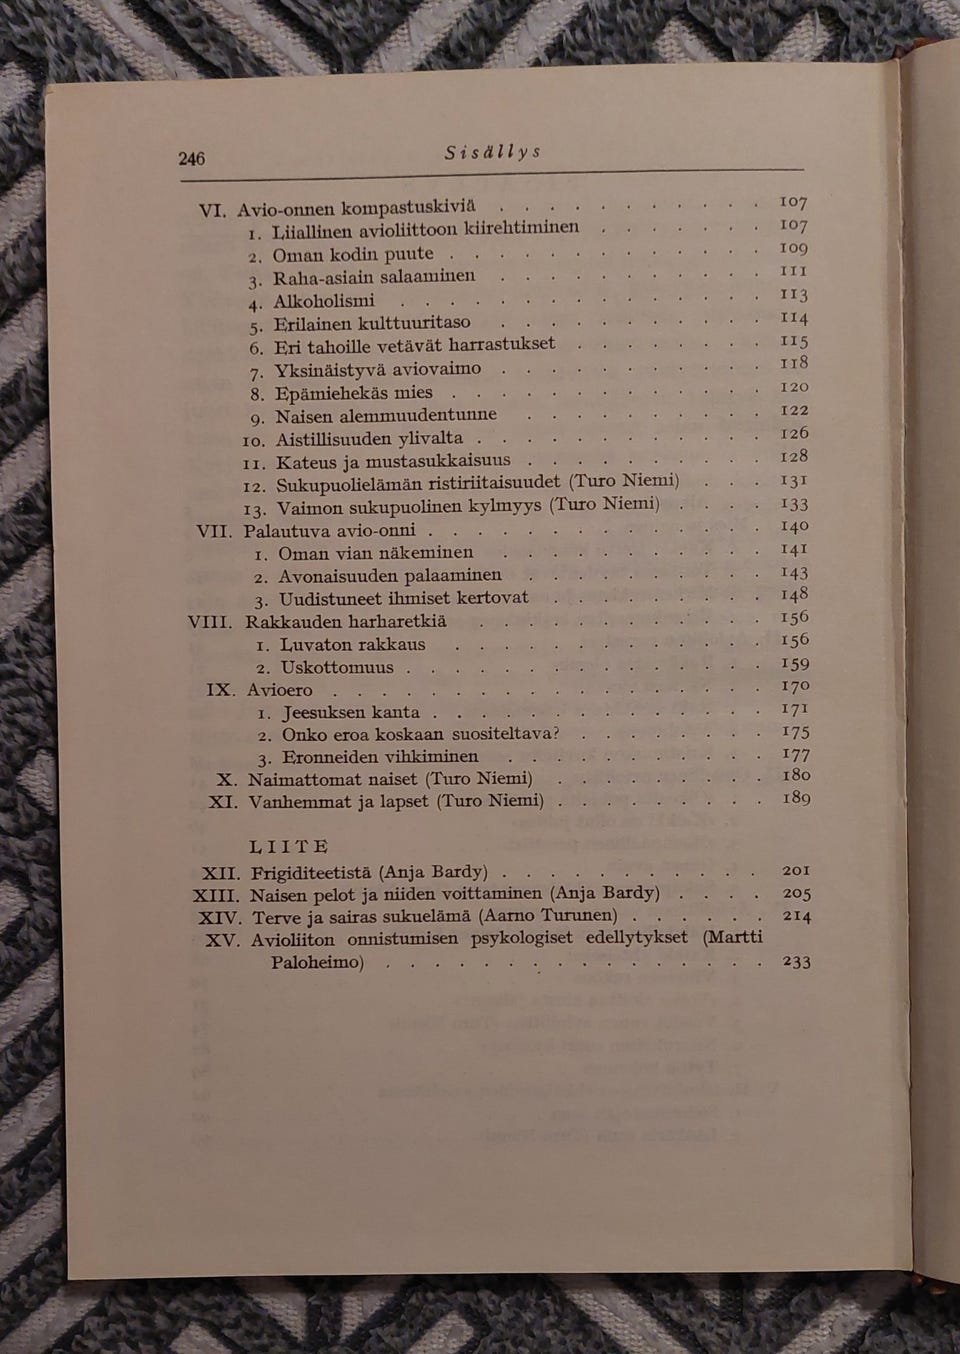 246 Sisällys
VI. Avio-onnen kompastuskiviä . . . . . . . . . . . 107
1. Liiallinen avioliittoon kiirehtiminen . . . . . . . 107
2. Oman kodin puute . . . . . . . . . . . . . 109
3. Raha-asiain salaaminen . . . . . . . . . . . 111
4. Alkoholismi . . . . . . . . . . . . . . . 113
5. Erilainen kulttuuritaso . . . . . . . . . . . 114
6. Eri tahoille vetävät harrastukset . . . . . . . . 115
7. Yksinäistyvä aviovaimo . . . . . . . . . . . 118
8. Epämiehekäs mies . . . . . . . . . . . . . 120
9. Naisen alemmuudentunne . . . . . . . . . . 122
10. Aistillisuuden ylivalta . . . . . . . . . . . . 126
11. Kateus ja mustasukkaisuus . . . . . . . . . . 128
12. Sukupuolielämän ristiriitaisuudet (Turo Niemi) . . . 131
13. Vaimon sukupuolinen kylmyys (Turo Niemi) . . . . 133
VII. Palautuva avio-onni . . . . . . . . . . . . . . 140
1. Oman vian näkeminen . . . . . . . . . . . 141
2. Avonaisuuden palaaminen . . . . . . . . . . 143
3. Uudistuneet ihmiset kertovat . . . . . . . . . 148
VIII. Rakkauden harharetkiä . . . . . . . . . . . . 156
1. Luvaton rakkaus . . . . . . . . . . . . . 156
2. Uskottomuus . . . . . . . . . . . . . . . 159
IX. Avioero . . . . . . . . . . . . . . . . . . 170
1. Jeesuksen kanta . . . . . . . . . . . . . . 171
2. Onko eroa koskaan suositeltava? . . . . . . . . 175
3. Eronneiden vihkiminen . . . . . . . . . . . 177
X. Naimattomat naiset (Turo Niemi) . . . . . . . . . 180
XI. Vanhemmat ja lapset (Turo Niemi) . . . . . . . . . 189
LIITE
XII. Frigiditeetistä (Anja Bardy) . . . . . . . . . . . 201
XIII. Naisen pelot ja niiden voittaminen (Anja Bardy) . . . . 205
XIV. Terve ja sairas sukuelämä (Aarno Turunen) . . . . . . 214
XV. Avioliiton onnistumisen psykologiset edellytykset (Martti
Paloheimo) . . . . . . . . . . . . . . . . 233